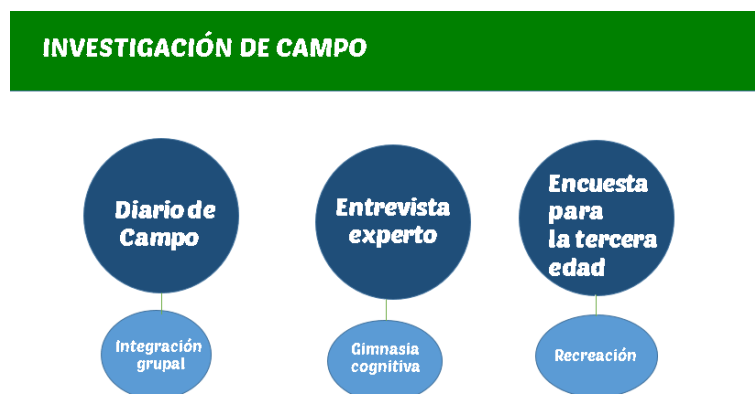 INVESTIGACIÓN DE CAMPO
Diario de
Campo
Entrevista
experto
Encuesta
para
la tercera
edad
Integración
grupal
Gimnasia
cognitiva
Recreación